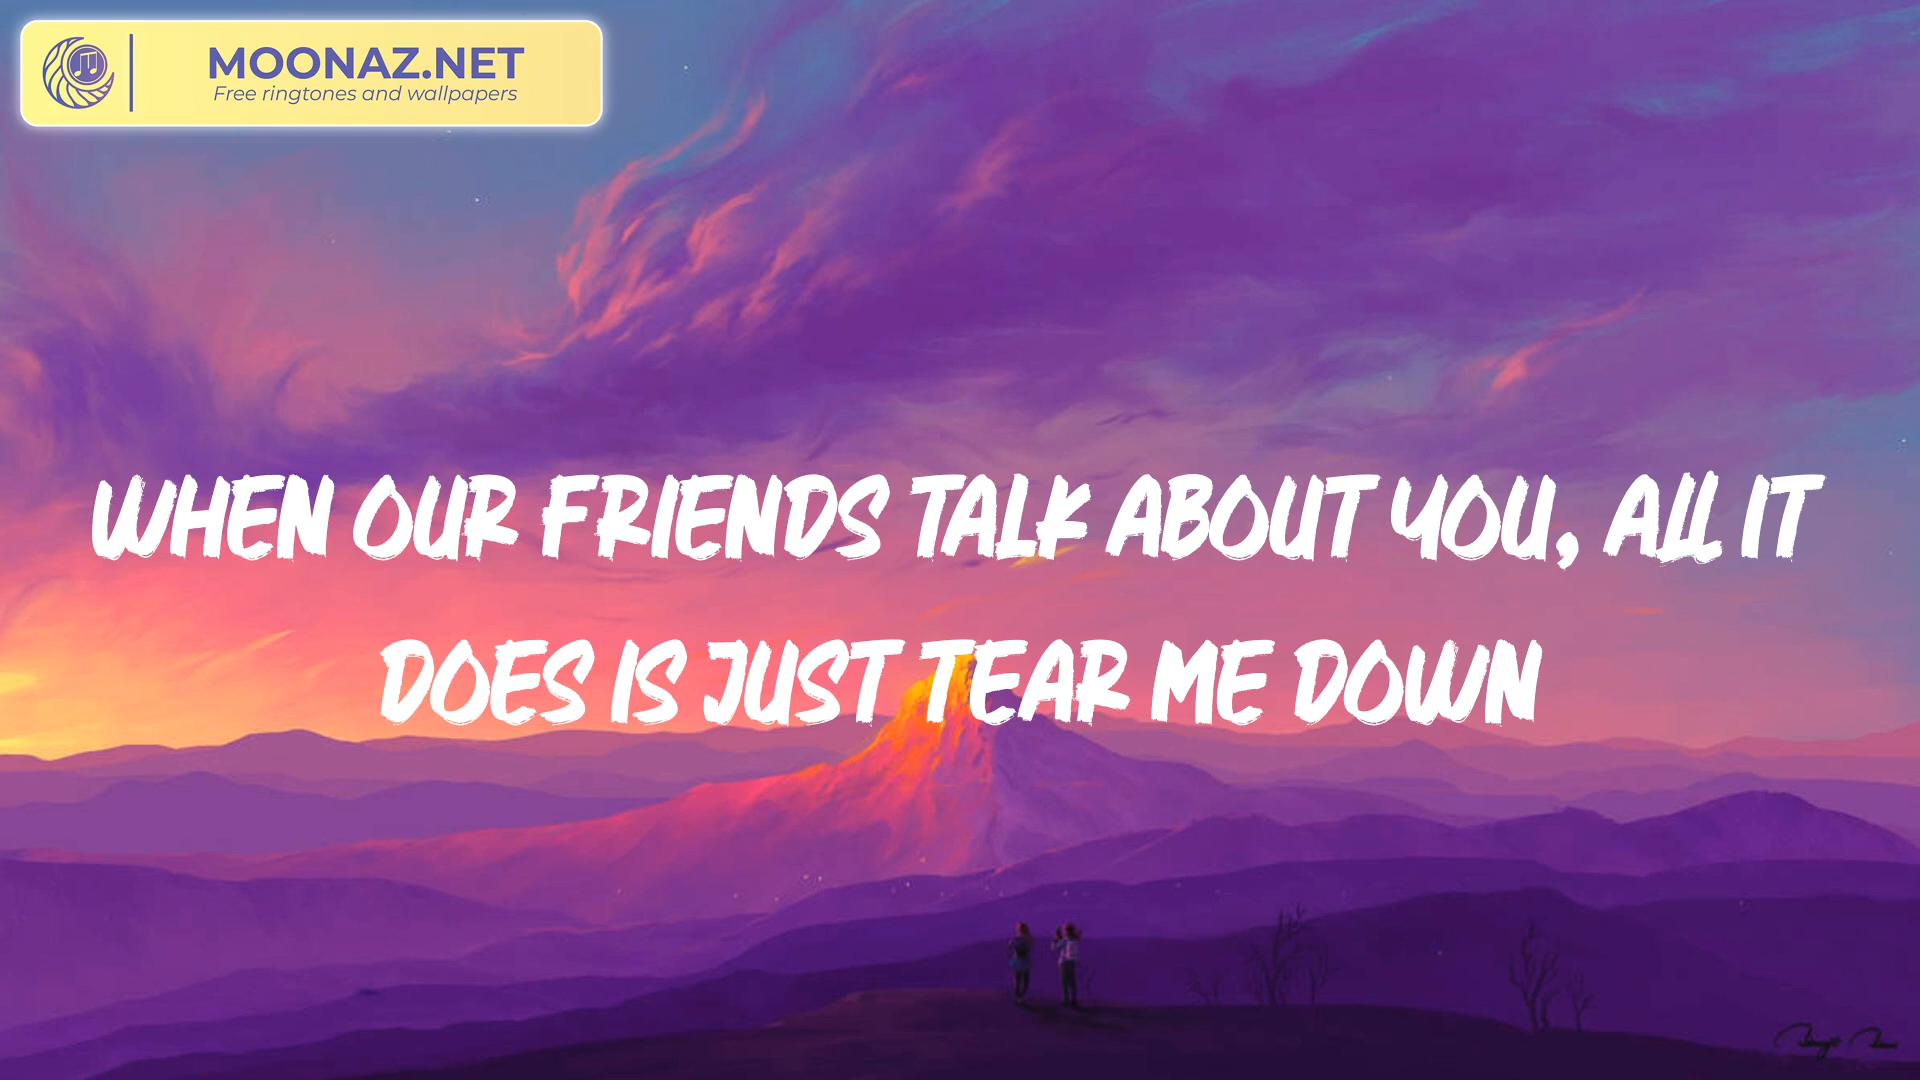 MOONAZ.NET
Free ringtones and wallpapers
WHEN OUR FRIENDS TALK ABOUT YOU, ALL IT
DOES IS JUST TEAR ME DOWN